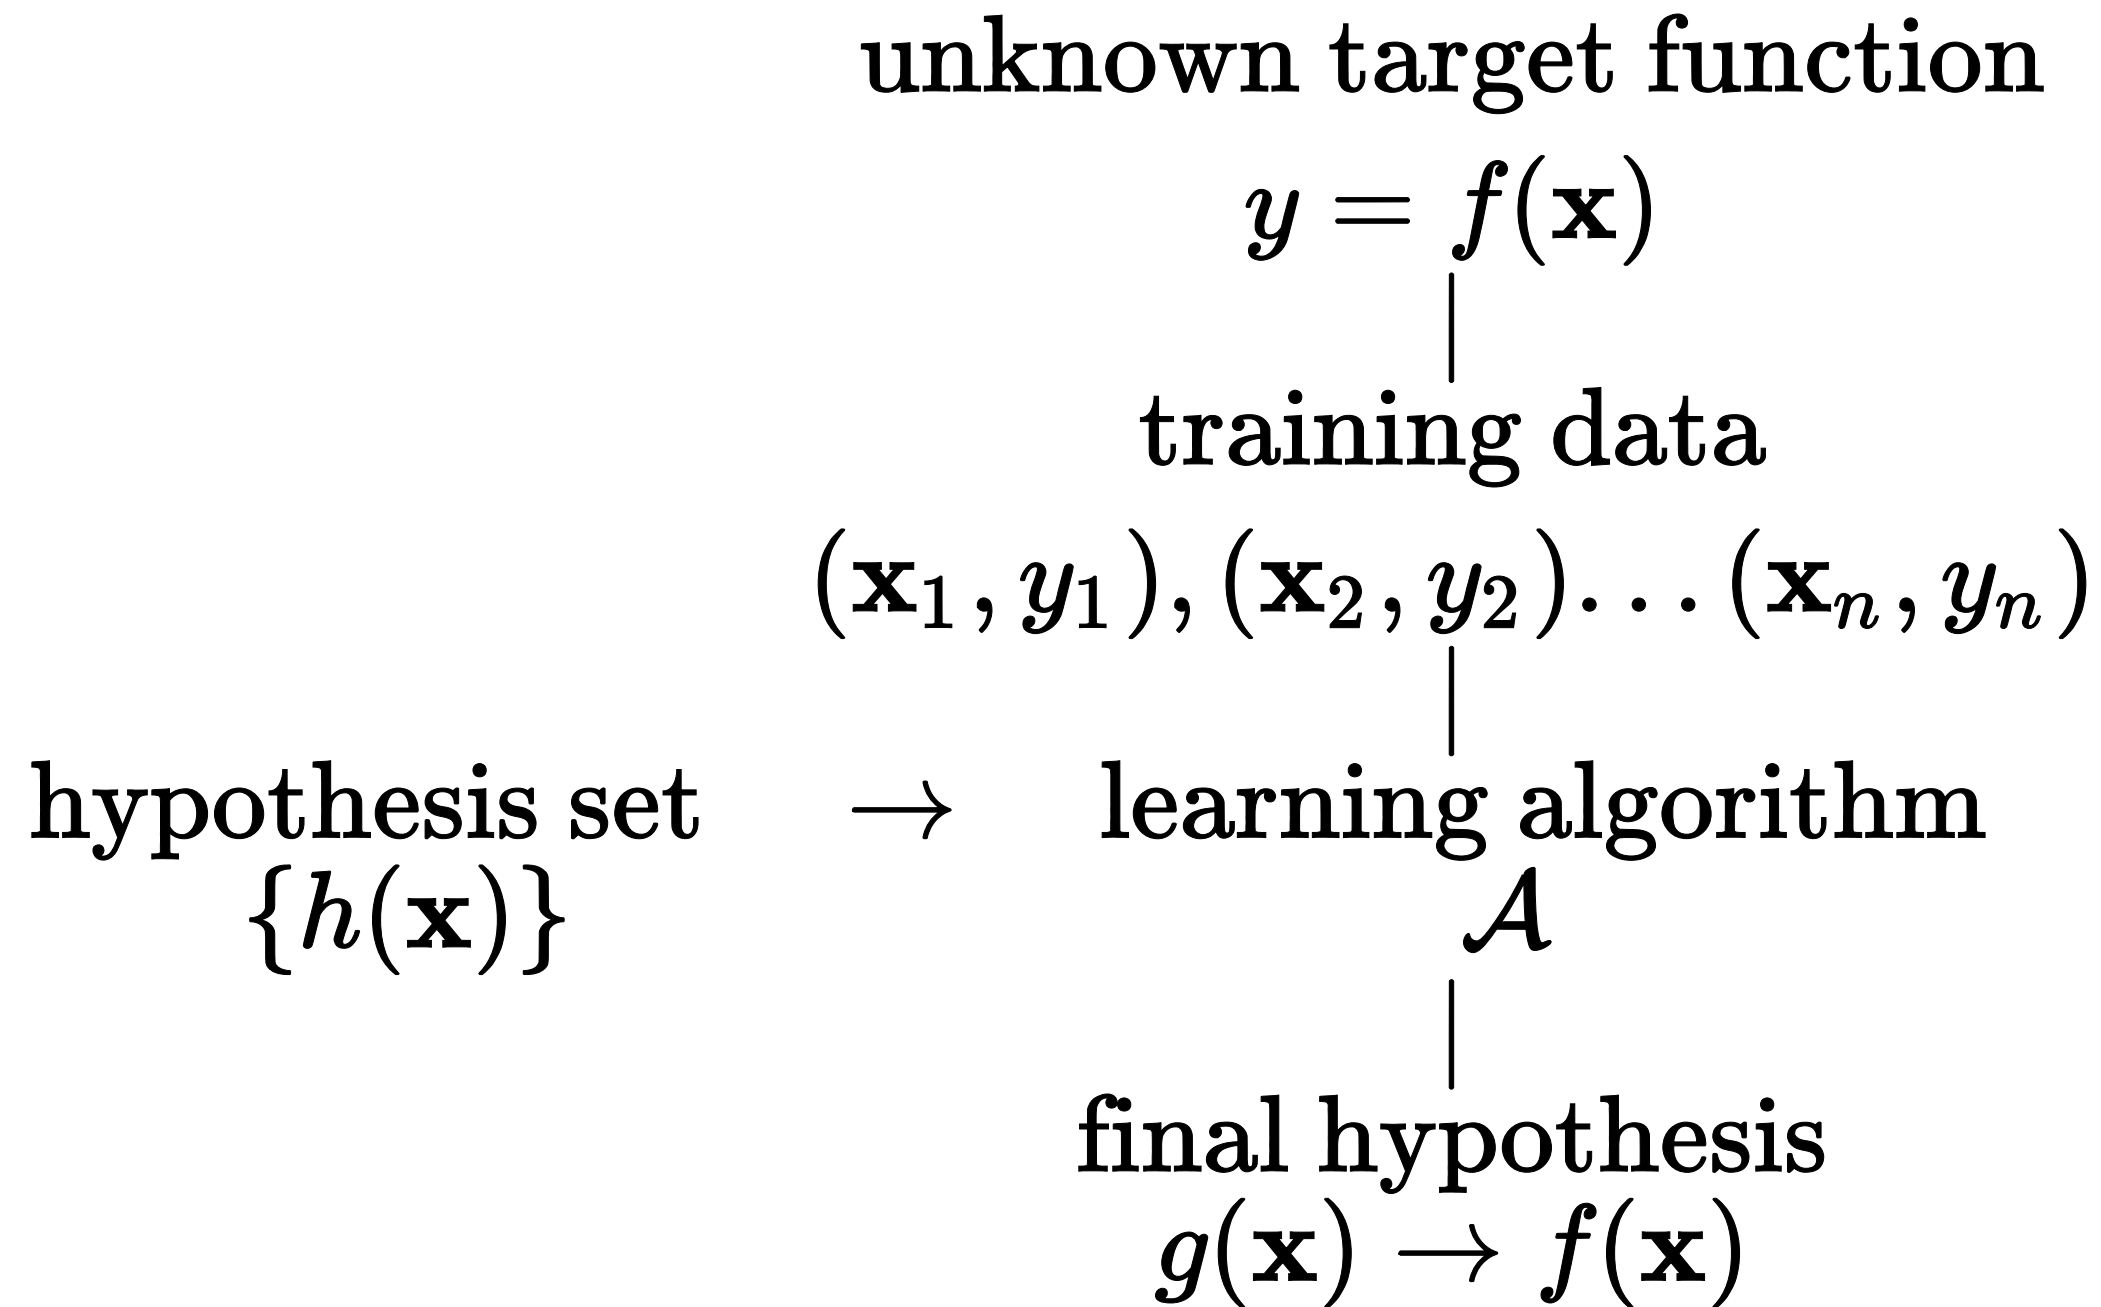 unknown target function
y = f(𝐱)
training data
(𝐱₁, y₁), (𝐱₂, y₂)…(𝐱ₙ, yₙ)
hypothesis set → learning algorithm
{h(𝐱)} 𝒜
final hypothesis
g(𝐱) → f(𝐱)